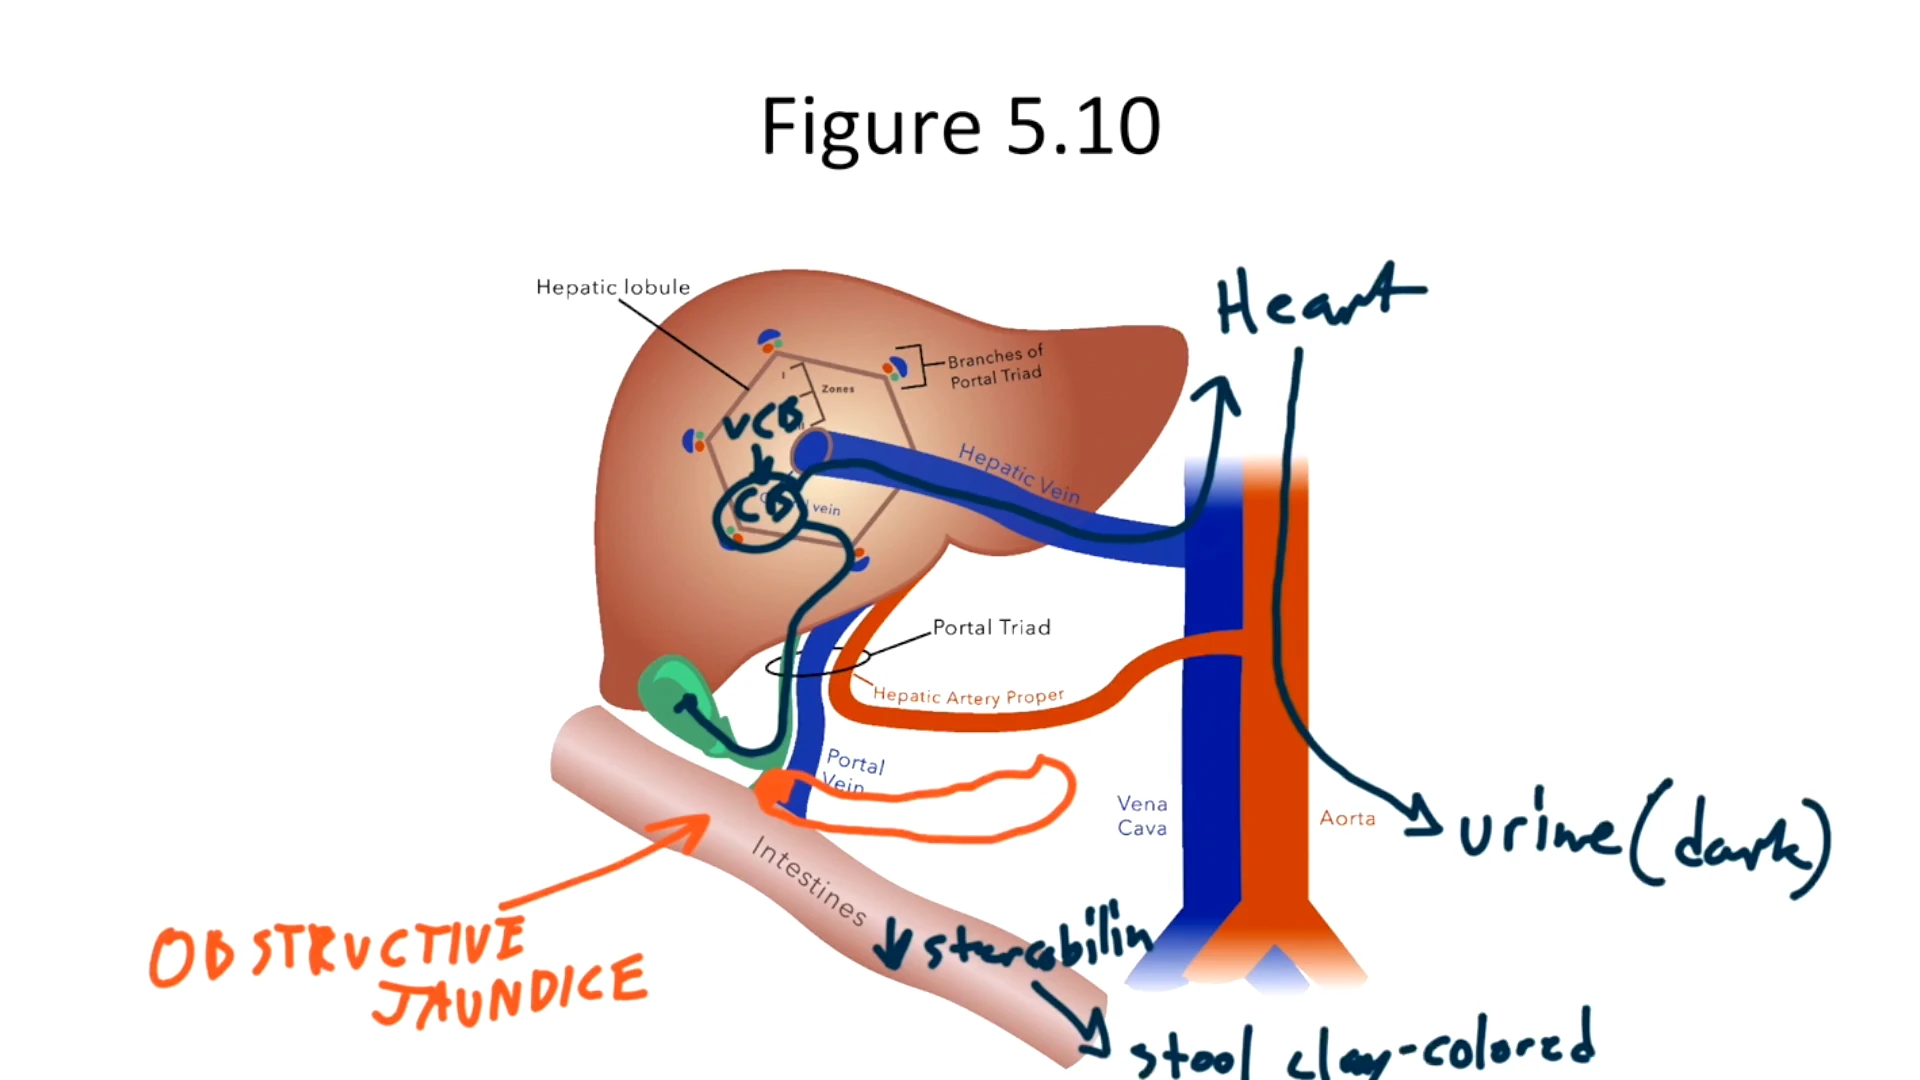 Figure 5.10
Hepatic lobule
Heart
Branches of
Portal Triad
I
Zones
UCB
Hepatic Vein
CB
vein
Portal Triad
Hepatic Artery Proper
Portal
Vein
Vena
Cava
Aorta
urine (dark)
Intestines
OBSTRUCTIVE
JAUNDICE
↓ stercobilin
stool clay-colored